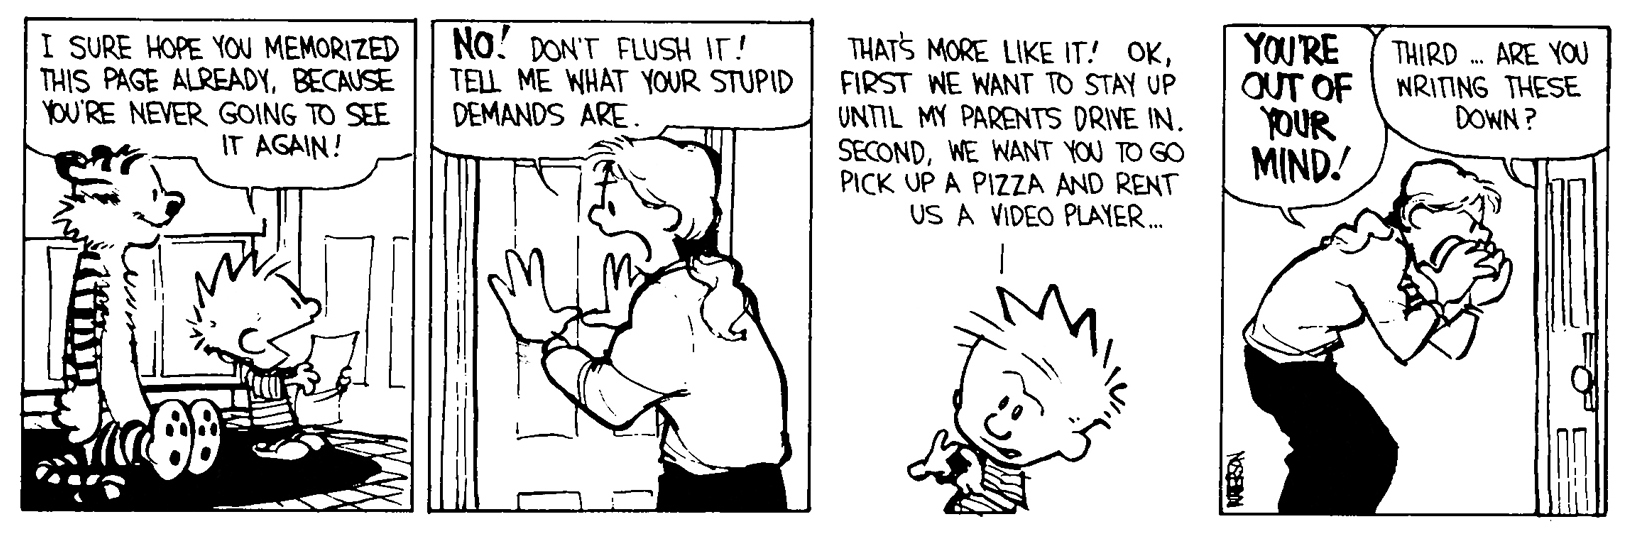 I SURE HOPE YOU MEMORIZED
THIS PAGE ALREADY, BECAUSE
YOU'RE NEVER GOING TO SEE
IT AGAIN!
NO! DON'T FLUSH IT!
TELL ME WHAT YOUR STUPID
DEMANDS ARE.
THAT'S MORE LIKE IT! OK,
FIRST WE WANT TO STAY UP
UNTIL MY PARENTS DRIVE IN.
SECOND, WE WANT YOU TO GO
PICK UP A PIZZA AND RENT
US A VIDEO PLAYER...
YOU'RE
OUT OF
YOUR
MIND!
THIRD ... ARE YOU
WRITING THESE
DOWN?
WATTERSON